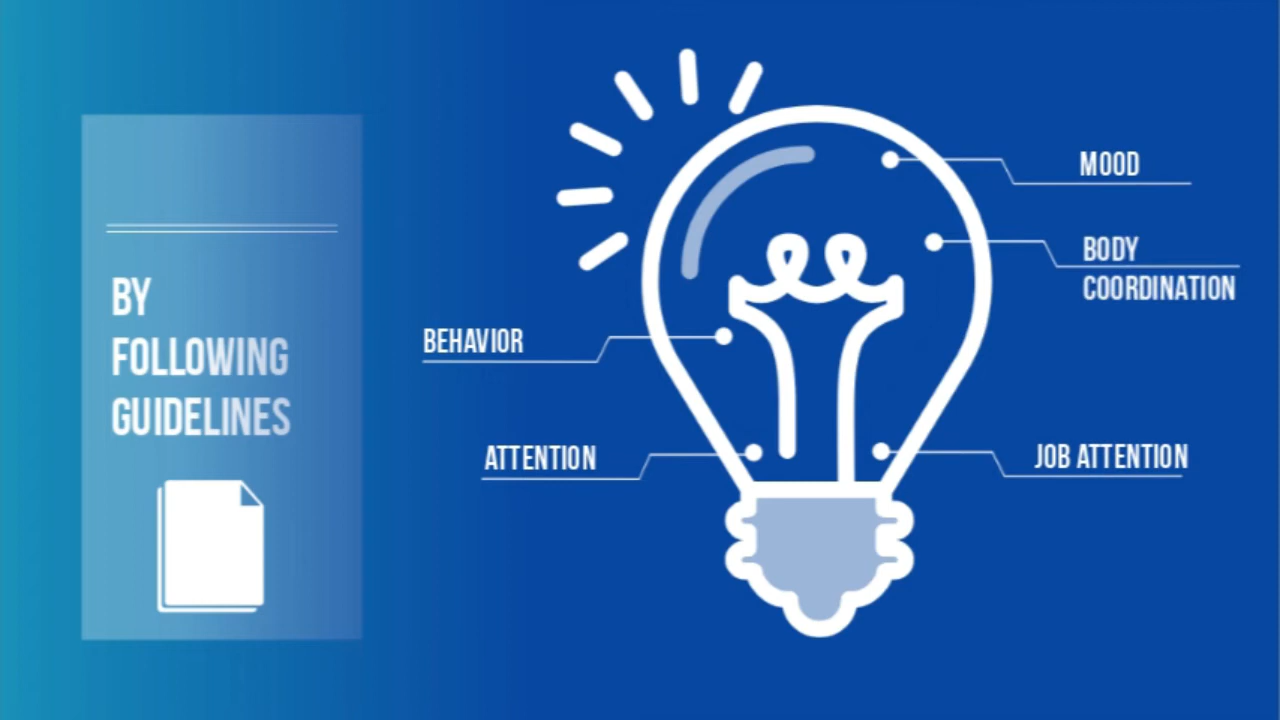 BY
FOLLOWING
GUIDELINES
MOOD
BODY
COORDINATION
BEHAVIOR
ATTENTION
JOB ATTENTION